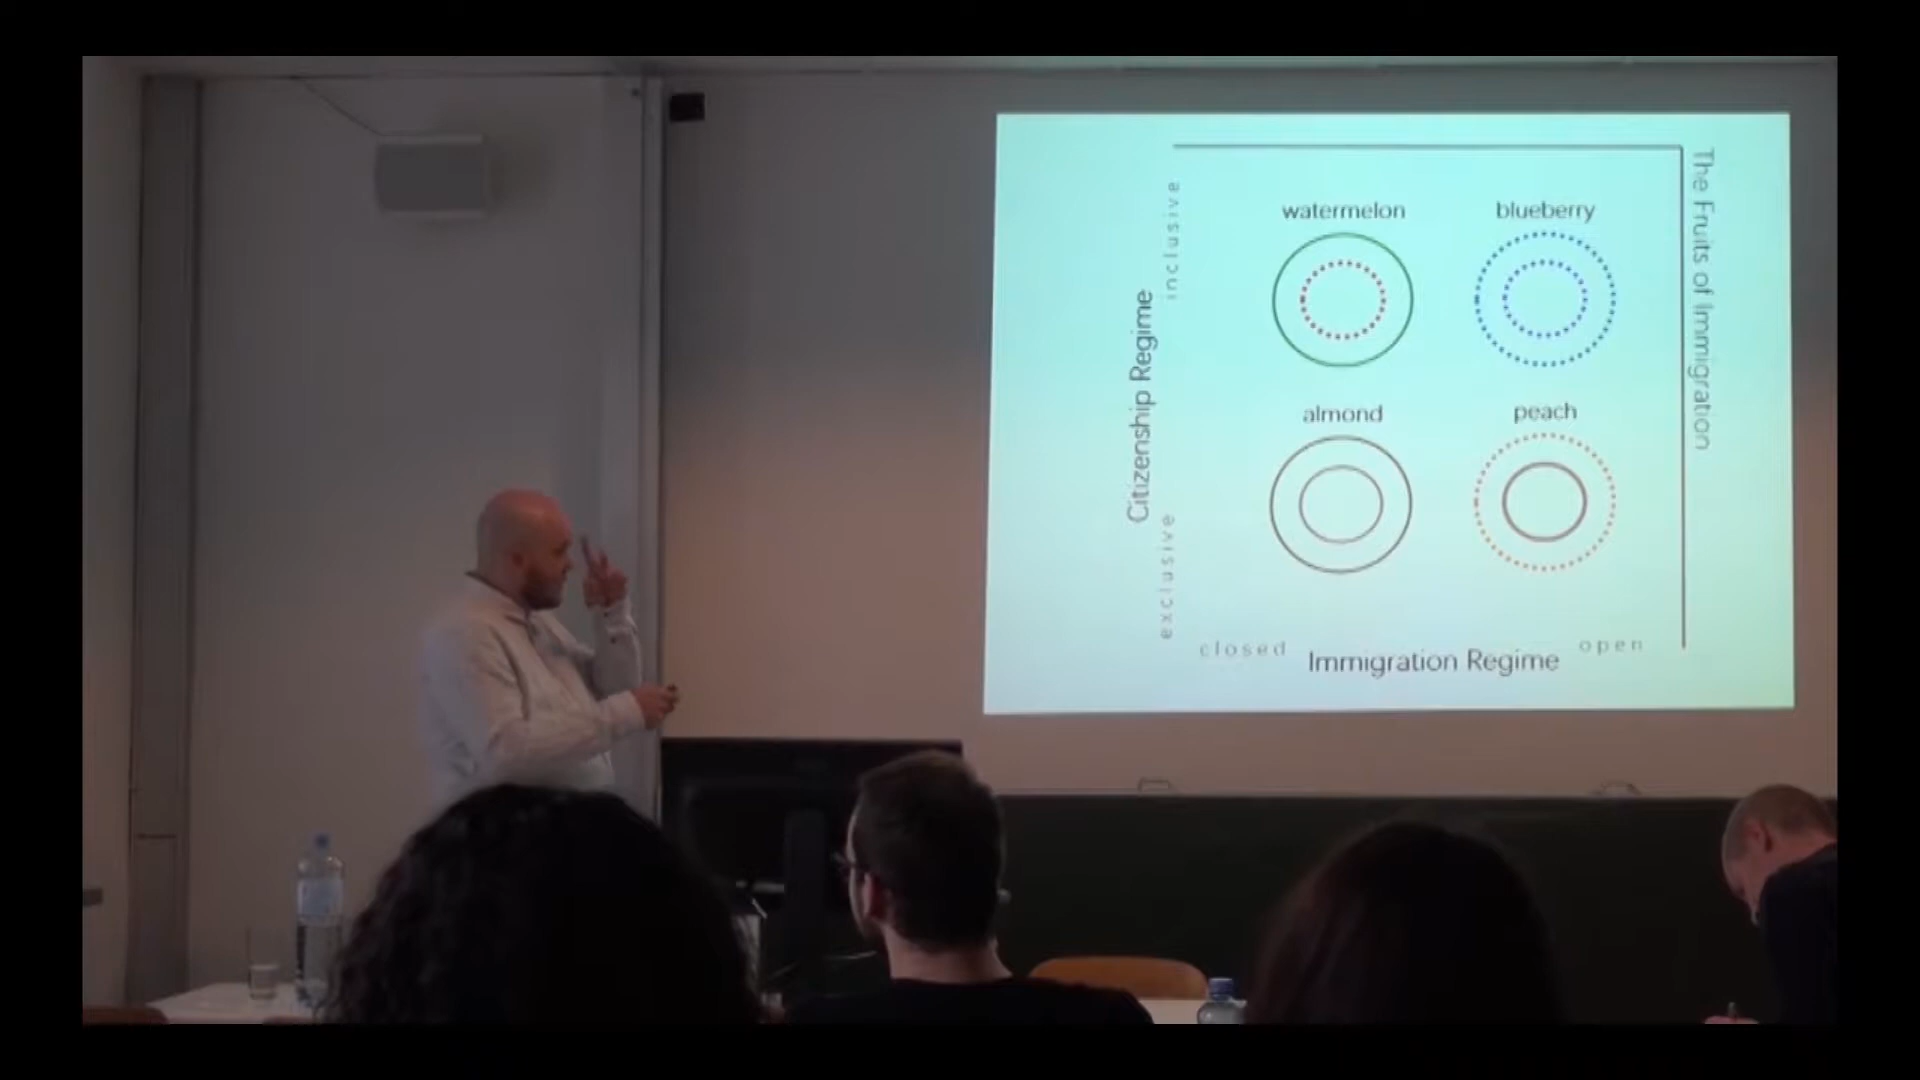 The Fruits of Immigration
Citizenship Regime
inclusive
exclusive
watermelon
blueberry
almond
peach
closed
open
Immigration Regime